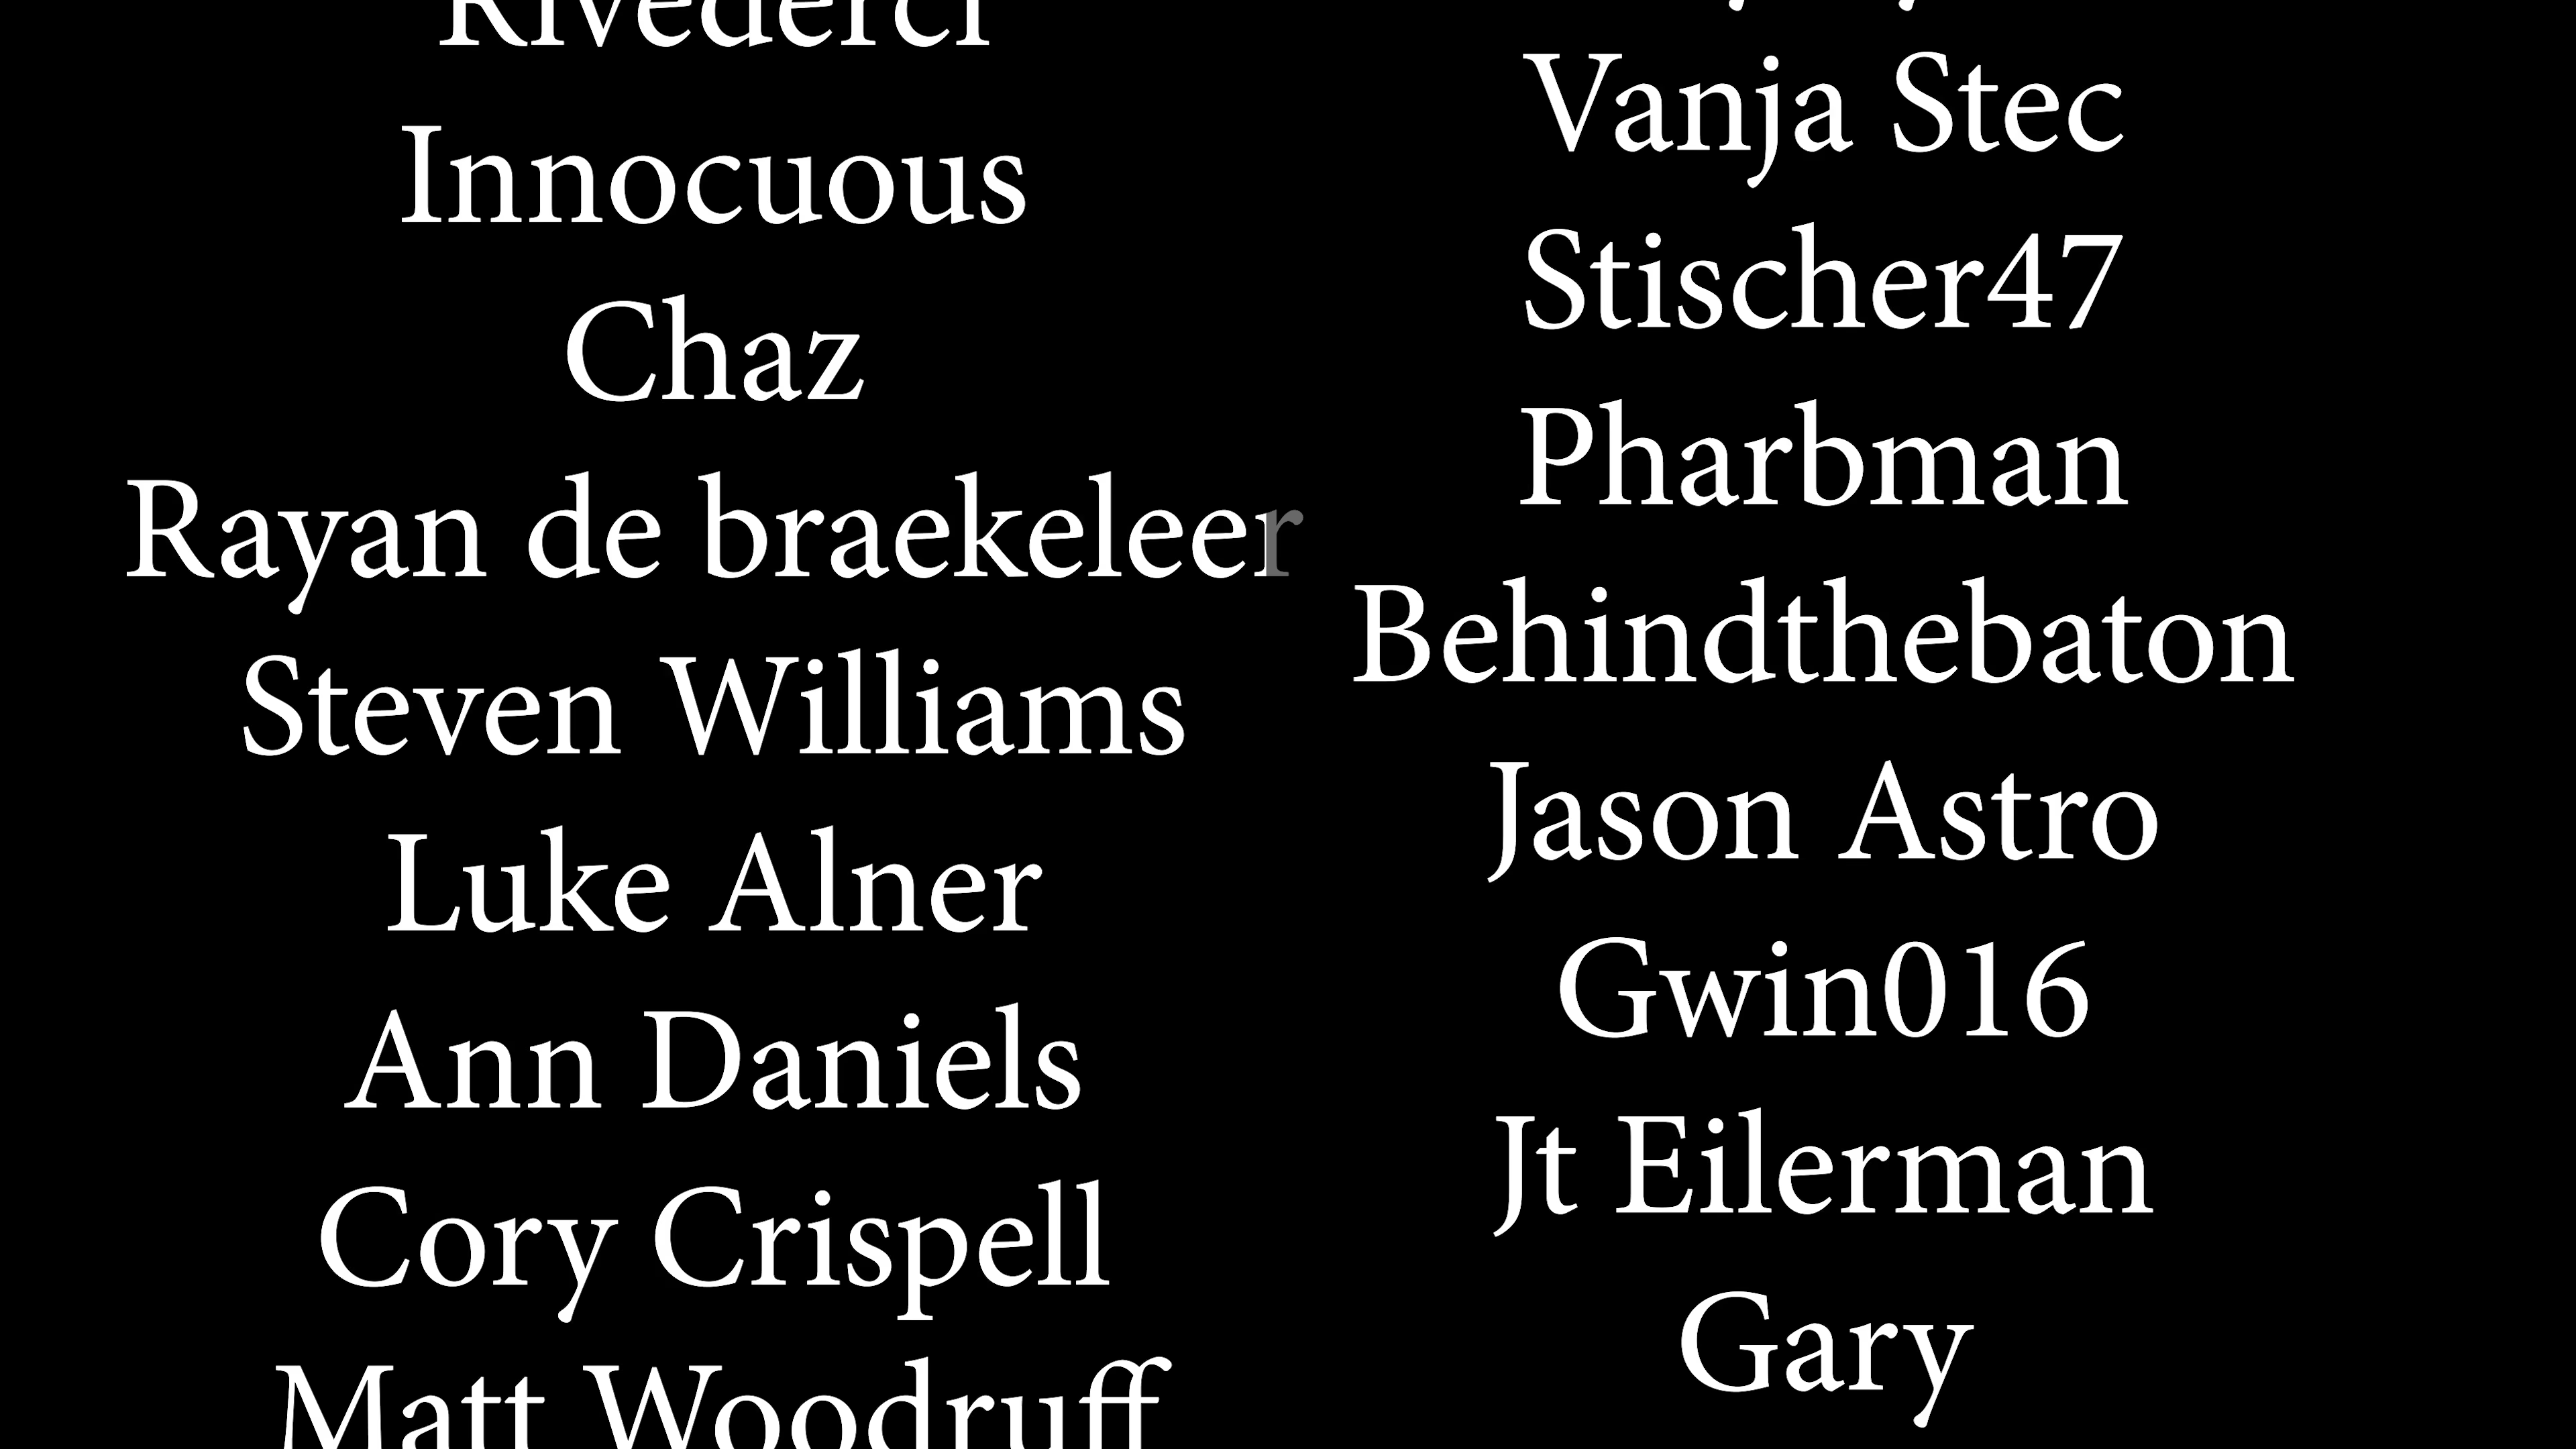 Rivederci
Innocuous
Chaz
Rayan de braekeleer
Steven Williams
Luke Alner
Ann Daniels
Cory Crispell
Matt Woodruff
Vanja Stec
Stischer47
Pharbman
Behindthebaton
Jason Astro
Gwin016
Jt Eilerman
Gary